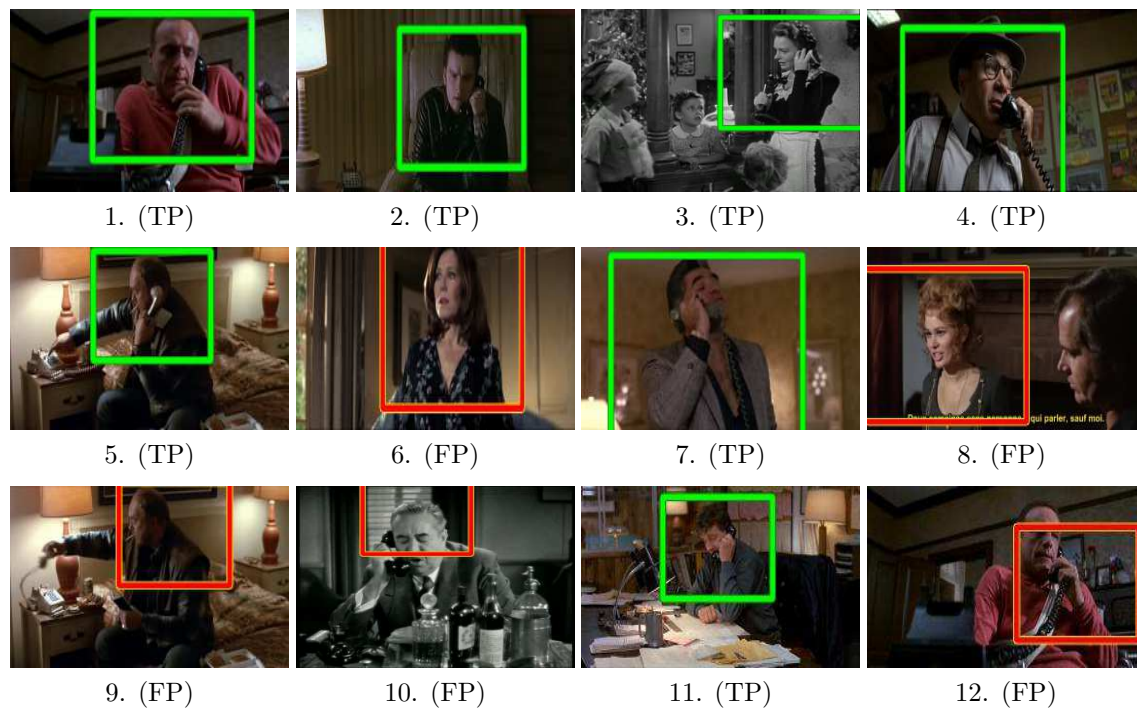 1. (TP)
2. (TP)
3. (TP)
4. (TP)
5. (TP)
6. (FP)
7. (TP)
qui parler, sauf moi.
8. (FP)
9. (FP)
10. (FP)
11. (TP)
12. (FP)